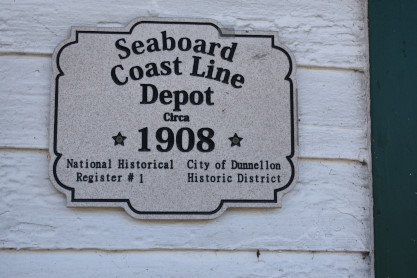 Seaboard
Coast Line
Depot
Circa
1908
National Historical City of Dunnellon
Register # 1 Historic District